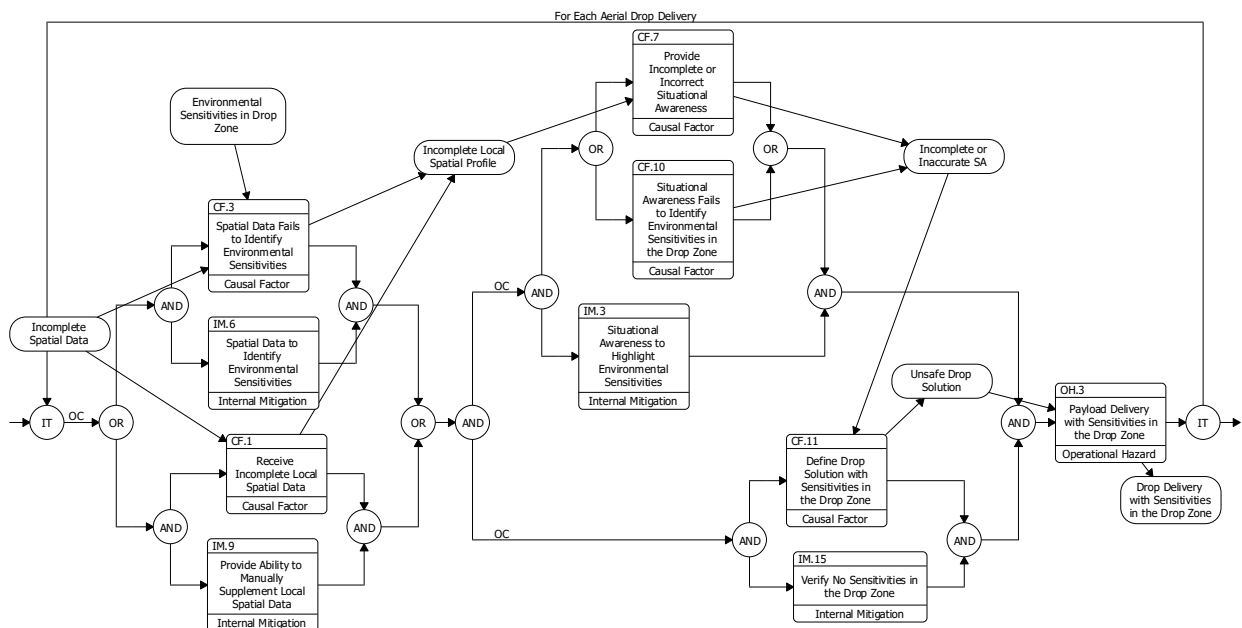 For Each Aerial Drop Delivery
CF.7
Provide
Incomplete or
Incorrect
Situational
Awareness
Causal Factor
Environmental
Sensitivities in Drop
Zone
Incomplete Local
Spatial Profile
OR
OR
Incomplete or
Inaccurate SA
CF.10
Situational
Awareness Fails
to Identify
Environmental
Sensitivities in
the Drop Zone
Causal Factor
CF.3
Spatial Data Fails
to Identify
Environmental
Sensitivities
Causal Factor
OC
AND
AND
AND
AND
Incomplete
Spatial Data
IM.6
Spatial Data to
Identify
Environmental
Sensitivities
Internal Mitigation
IM.3
Situational
Awareness to
Highlight
Environmental
Sensitivities
Internal Mitigation
Unsafe Drop
Solution
OH.3
Payload Delivery
with Sensitivities in
the Drop Zone
Operational Hazard
IT
OC
OR
OR
AND
AND
IT
CF.1
Receive
Incomplete Local
Spatial Data
Causal Factor
CF.11
Define Drop
Solution with
Sensitivities in
the Drop Zone
Causal Factor
Drop Delivery
with Sensitivities
in the Drop Zone
AND
AND
OC
AND
AND
IM.9
Provide Ability to
Manually
Supplement Local
Spatial Data
Internal Mitigation
IM.15
Verify No Sensitivities in
the Drop Zone
Internal Mitigation